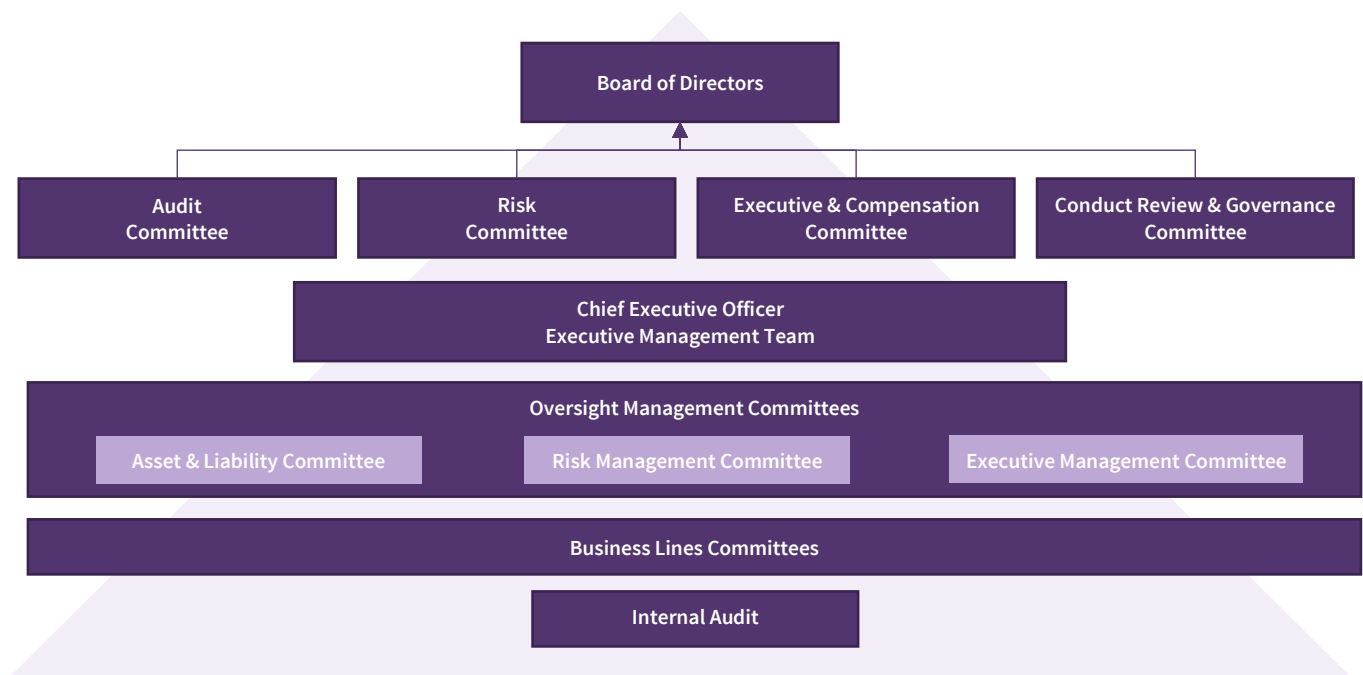 Board of Directors
Audit
Committee
Risk
Committee
Executive & Compensation
Committee
Conduct Review & Governance
Committee
Chief Executive Officer
Executive Management Team
Oversight Management Committees
Asset & Liability Committee
Risk Management Committee
Executive Management Committee
Business Lines Committees
Internal Audit